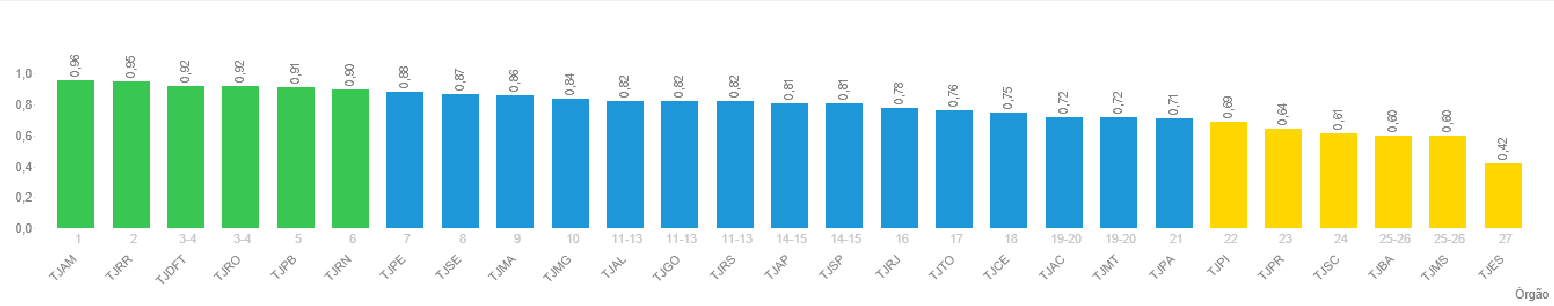 0,96 0,95 0,92 0,92 0,91 0,90 0,88 0,87 0,86 0,84 0,82 0,82 0,82 0,81 0,81 0,78 0,76 0,75 0,72 0,72 0,71 0,69 0,64 0,61 0,60 0,60 0,42
1,0
0,8
0,6
0,4
0,2
0,0
1 2 3-4 3-4 5 6 7 8 9 10 11-13 11-13 11-13 14-15 14-15 16 17 18 19-20 19-20 21 22 23 24 25-26 25-26 27
TJAM TJRR TJDFT TJRO TJPB TJRN TJPE TJSE TJMA TJMG TJAL TJGO TJRS TJAP TJSP TJRJ TJTO TJCE TJAC TJMT TJPA TJPI TJPR TJSC TJBA TJMS TJES
Órgão